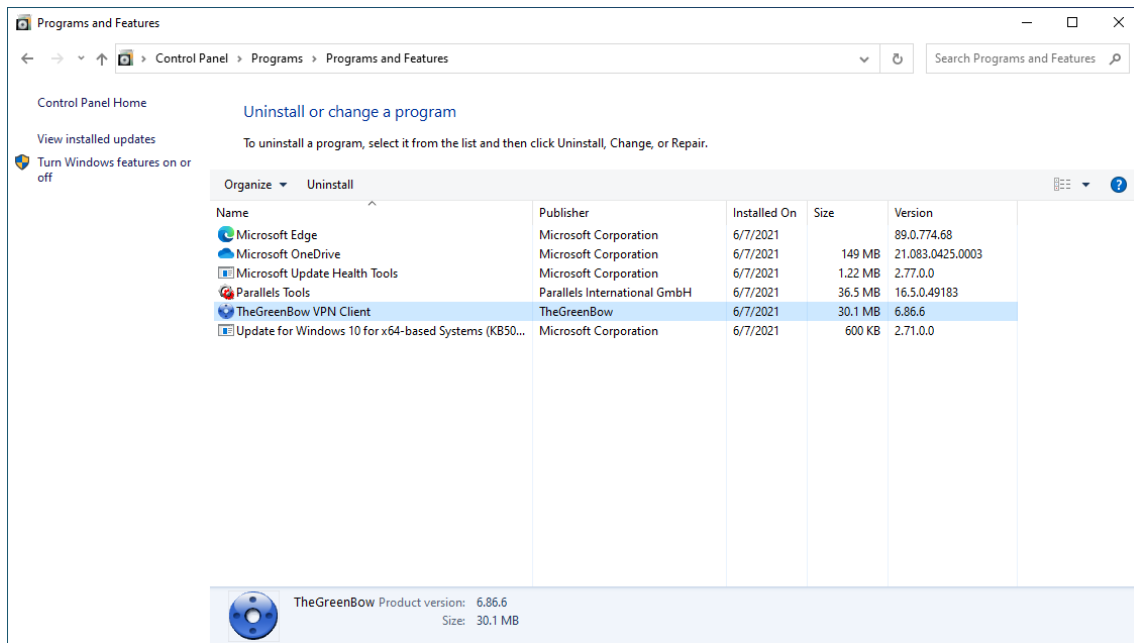 Programs and Features
Control Panel > Programs > Programs and Features
Search Programs and Features
Control Panel Home
View installed updates
Turn Windows features on or
off
Uninstall or change a program
To uninstall a program, select it from the list and then click Uninstall, Change, or Repair.
Organize Uninstall
Name Publisher Installed On Size Version
Microsoft Edge Microsoft Corporation 6/7/2021 89.0.774.68
Microsoft OneDrive Microsoft Corporation 6/7/2021 149 MB 21.083.0425.0003
Microsoft Update Health Tools Microsoft Corporation 6/7/2021 1.22 MB 2.77.0.0
Parallels Tools Parallels International GmbH 6/7/2021 36.5 MB 16.5.0.49183
TheGreenBow VPN Client TheGreenBow 6/7/2021 30.1 MB 6.86.6
Update for Windows 10 for x64-based Systems (KB50... Microsoft Corporation 6/7/2021 600 KB 2.71.0.0
TheGreenBow Product version: 6.86.6
Size: 30.1 MB